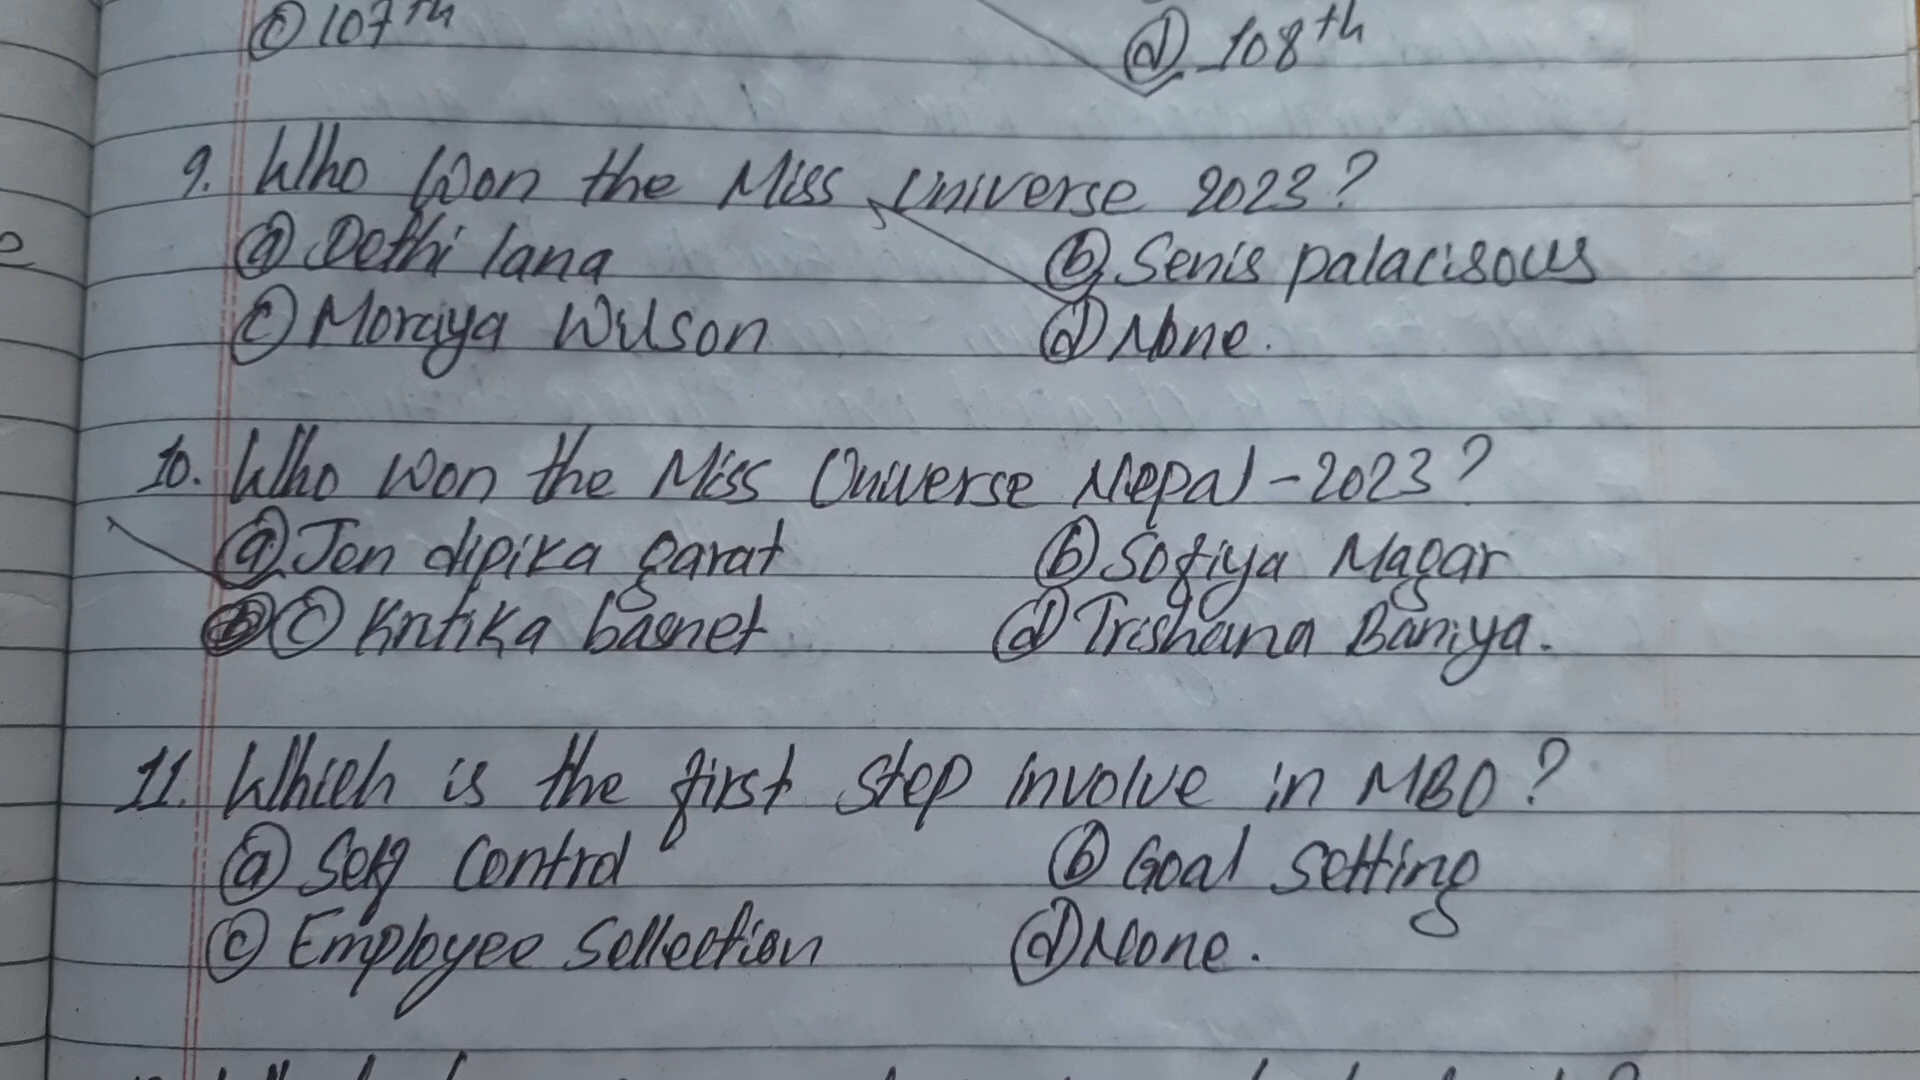 (c) 107th (d) 108th
9. Who Won the Miss Universe 2023?
(a) Dethi lana (b) Senis palacisous
(c) Moraya Wilson (d) None.
10. Who won the Miss Universe Nepal - 2023?
(a) Jen dipika garat (b) Sofiya Magar
(c) Kritika basnet (d) Trishana Baniya.
11. Which is the first step involve in MBO?
(a) Self Control (b) Goal Setting
(c) Employee Sellection (d) None.